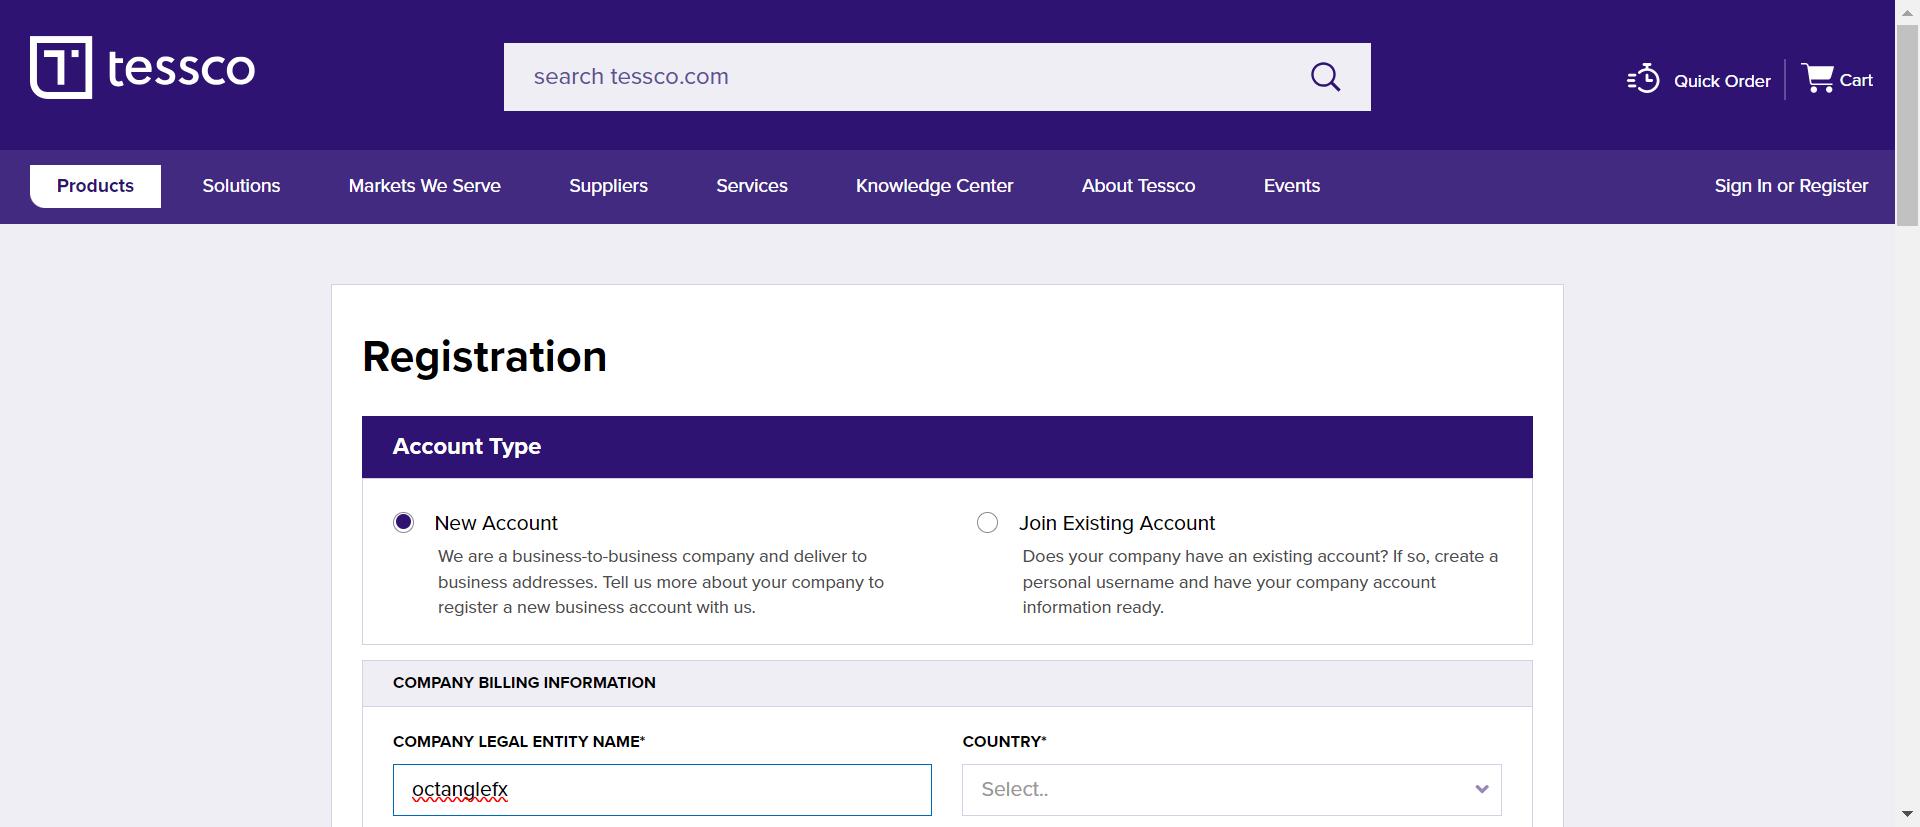 tessco
search tessco.com
Quick Order
Cart
Products
Solutions
Markets We Serve
Suppliers
Services
Knowledge Center
About Tessco
Events
Sign In or Register
Registration
Account Type
New Account
We are a business-to-business company and deliver to
business addresses. Tell us more about your company to
register a new business account with us.
Join Existing Account
Does your company have an existing account? If so, create a
personal username and have your company account
information ready.
COMPANY BILLING INFORMATION
COMPANY LEGAL ENTITY NAME*
octanglefx
COUNTRY*
Select..